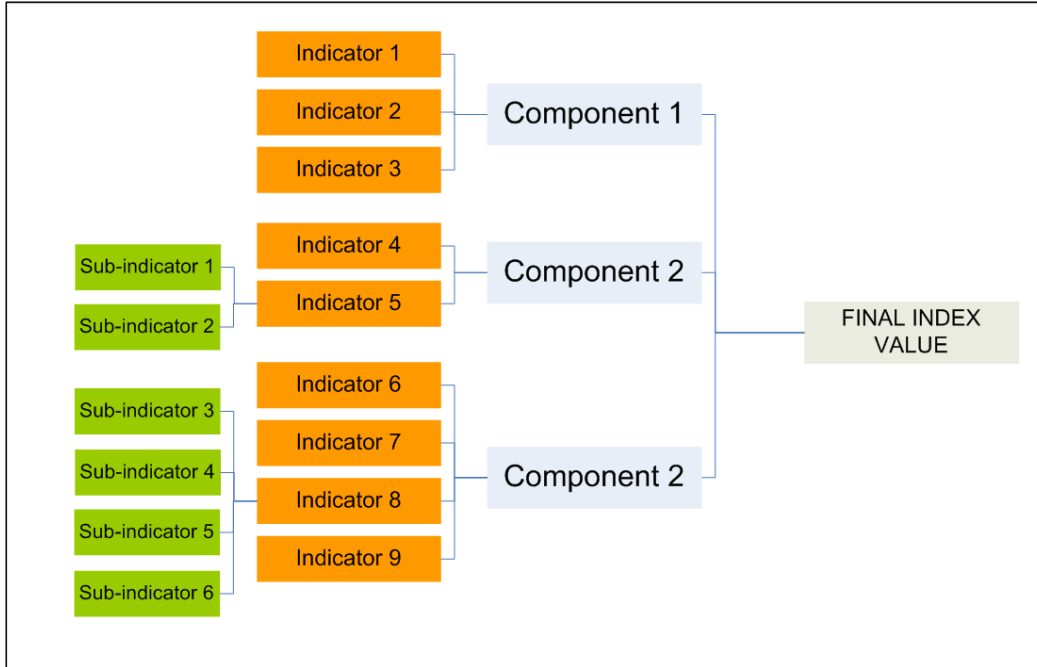 Indicator 1
Indicator 2
Indicator 3
Component 1
Indicator 4
Indicator 5
Component 2
Sub-indicator 1
Sub-indicator 2
Indicator 6
Indicator 7
Indicator 8
Indicator 9
Component 2
Sub-indicator 3
Sub-indicator 4
Sub-indicator 5
Sub-indicator 6
FINAL INDEX
VALUE